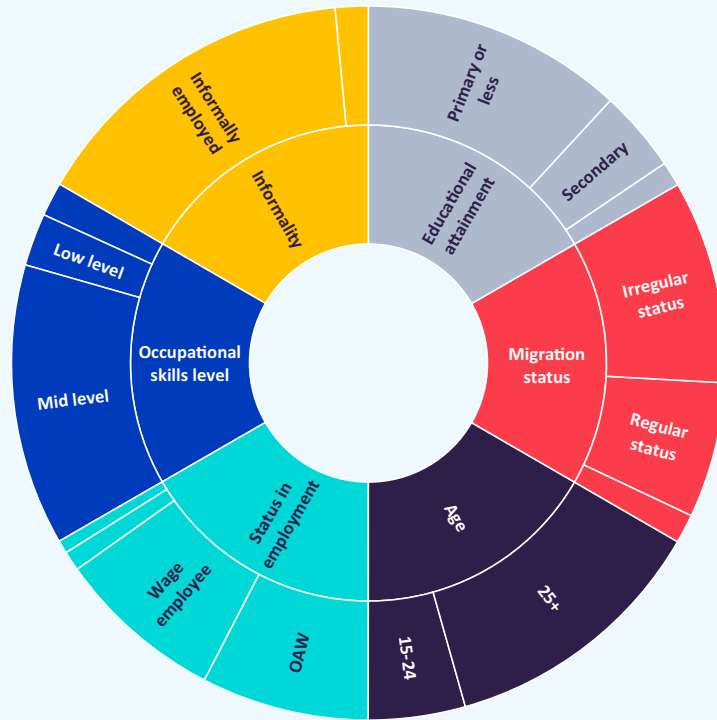 Primary or
less
Secondary
Educational
attainment
Irregular
status
Migration
status
Regular
status
Age
25+
15-24
Status in
employment
OAW
Wage
employee
Occupational
skills level
Mid level
Low level
Informality
Informally
employed